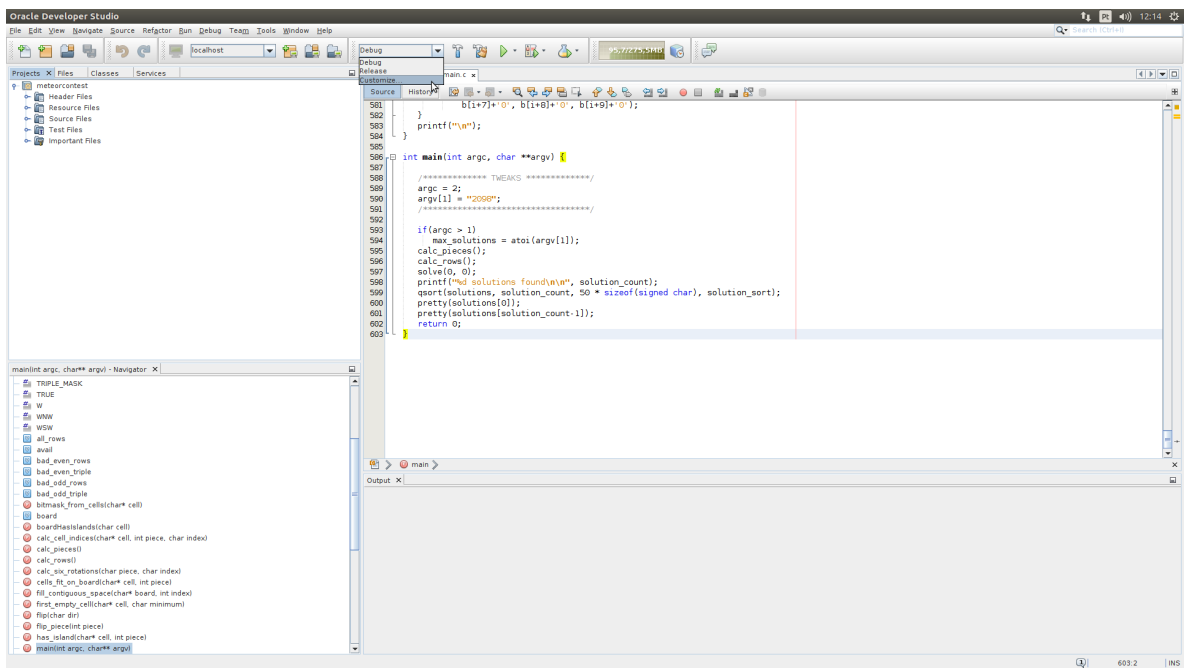 Oracle Developer Studio
Pt 12:14
File Edit View Navigate Source Refactor Run Debug Team Tools Window Help
Search (Ctrl+I)
localhost
Debug
95,7/275,5MB
Debug
Release
Customize...
Projects X Files Classes Services
main.c x
Source History
meteorcontest
Header Files
Resource Files
Source Files
Test Files
Important Files
581 b[i+7]+'0', b[i+8]+'0', b[i+9]+'0');
582 }
583 printf("\n");
584 }
585
586 int main(int argc, char **argv) {
587
588 /************* TWEAKS *************/
589 argc = 2;
590 argv[1] = "2098";
591 /**********************************/
592
593 if(argc > 1)
594 max_solutions = atoi(argv[1]);
595 calc_pieces();
596 calc_rows();
597 solve(0, 0);
598 printf("%d solutions found\n\n", solution_count);
599 qsort(solutions, solution_count, 50 * sizeof(signed char), solution_sort);
600 pretty(solutions[0]);
601 pretty(solutions[solution_count-1]);
602 return 0;
603 }
main(int argc, char** argv) - Navigator X
TRIPLE_MASK
TRUE
W
WNW
WSW
all_rows
avail
bad_even_rows
bad_even_triple
bad_odd_rows
bad_odd_triple
bitmask_from_cells(char* cell)
board
boardHasIslands(char cell)
calc_cell_indices(char* cell, int piece, char index)
calc_pieces()
calc_rows()
calc_six_rotations(char piece, char index)
cells_fit_on_board(char* cell, int piece)
fill_contiguous_space(char* board, int index)
first_empty_cell(char* cell, char minimum)
flip(char dir)
flip_piece(int piece)
has_island(char* cell, int piece)
main(int argc, char** argv)
main
Output X
1 603:2 INS